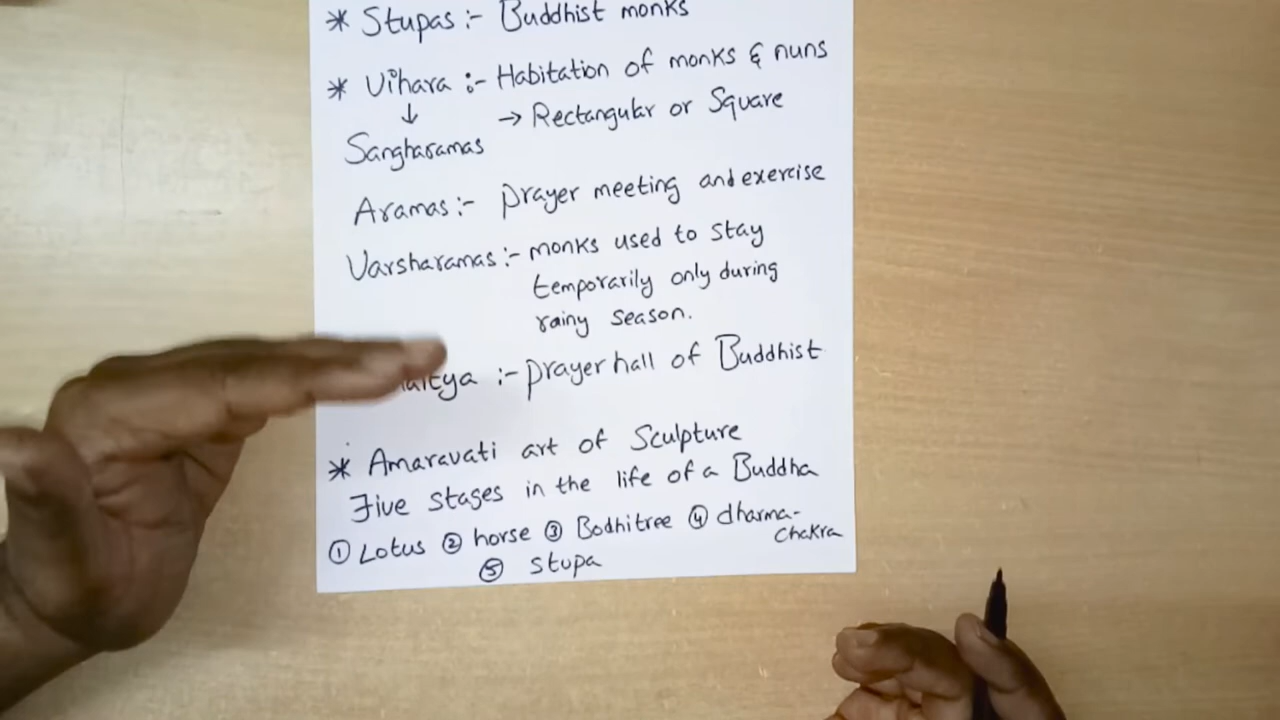 * Stupas :- Buddhist monks
* Vihara :- Habitation of monks & nuns
↓ → Rectangular or Square
Sangharamas
Aramas :- prayer meeting and exercise
Varsharamas :- monks used to stay
temporarily only during
rainy season.
:- prayer hall of Buddhist
* Amaravati art of Sculpture
Five stages in the life of a Buddha
① Lotus ② horse ③ Bodhitree ④ dharma-
chakra
⑤ stupa